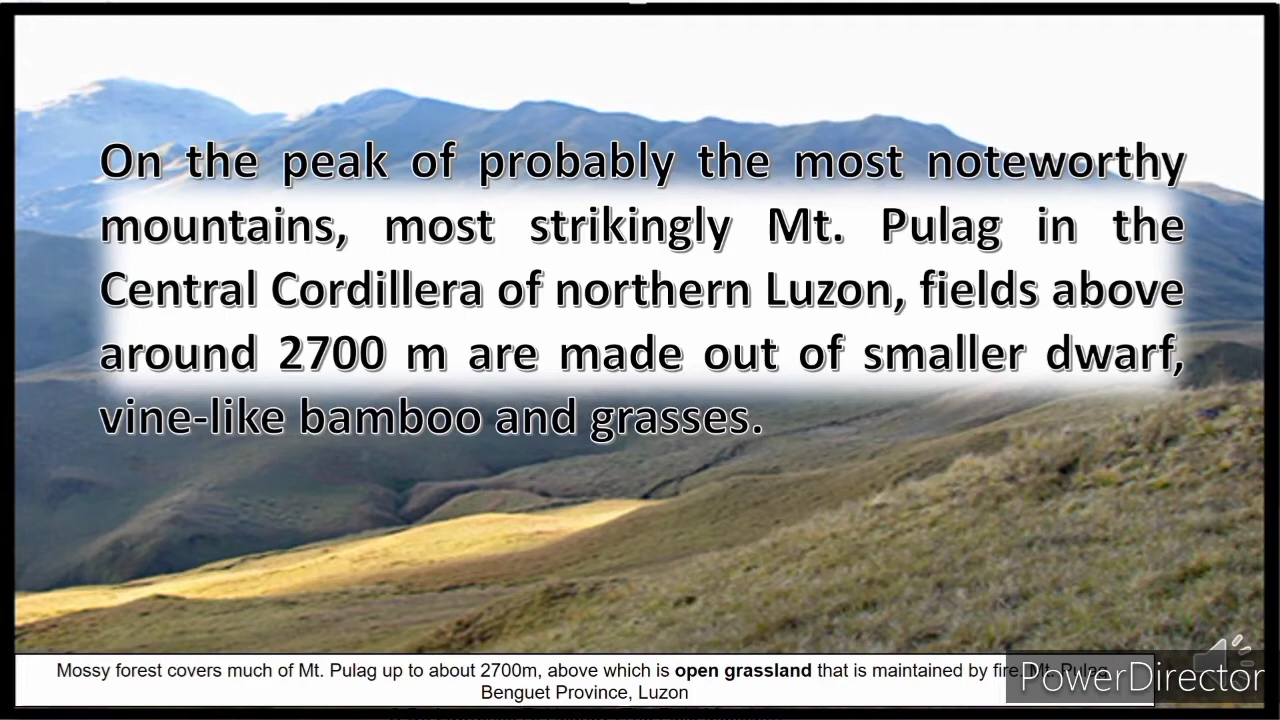 On the peak of probably the most noteworthy
mountains, most strikingly Mt. Pulag in the
Central Cordillera of northern Luzon, fields above
around 2700 m are made out of smaller dwarf,
vine-like bamboo and grasses.
Mossy forest covers much of Mt. Pulag up to about 2700m, above which is open grassland that is maintained by fire. Mt. Pulag,
Benguet Province, Luzon
PowerDirector